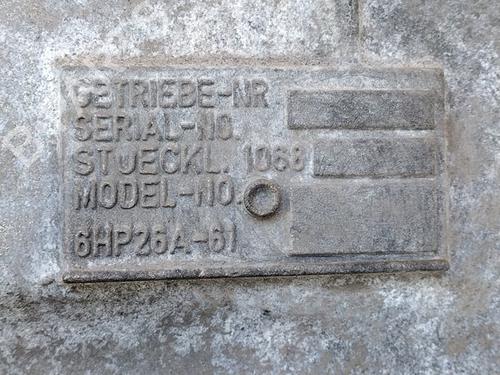 GETRIEBE-NR
SERIAL-NO.
STUECKL. 1068
MODEL-NO.
6HP26A-61